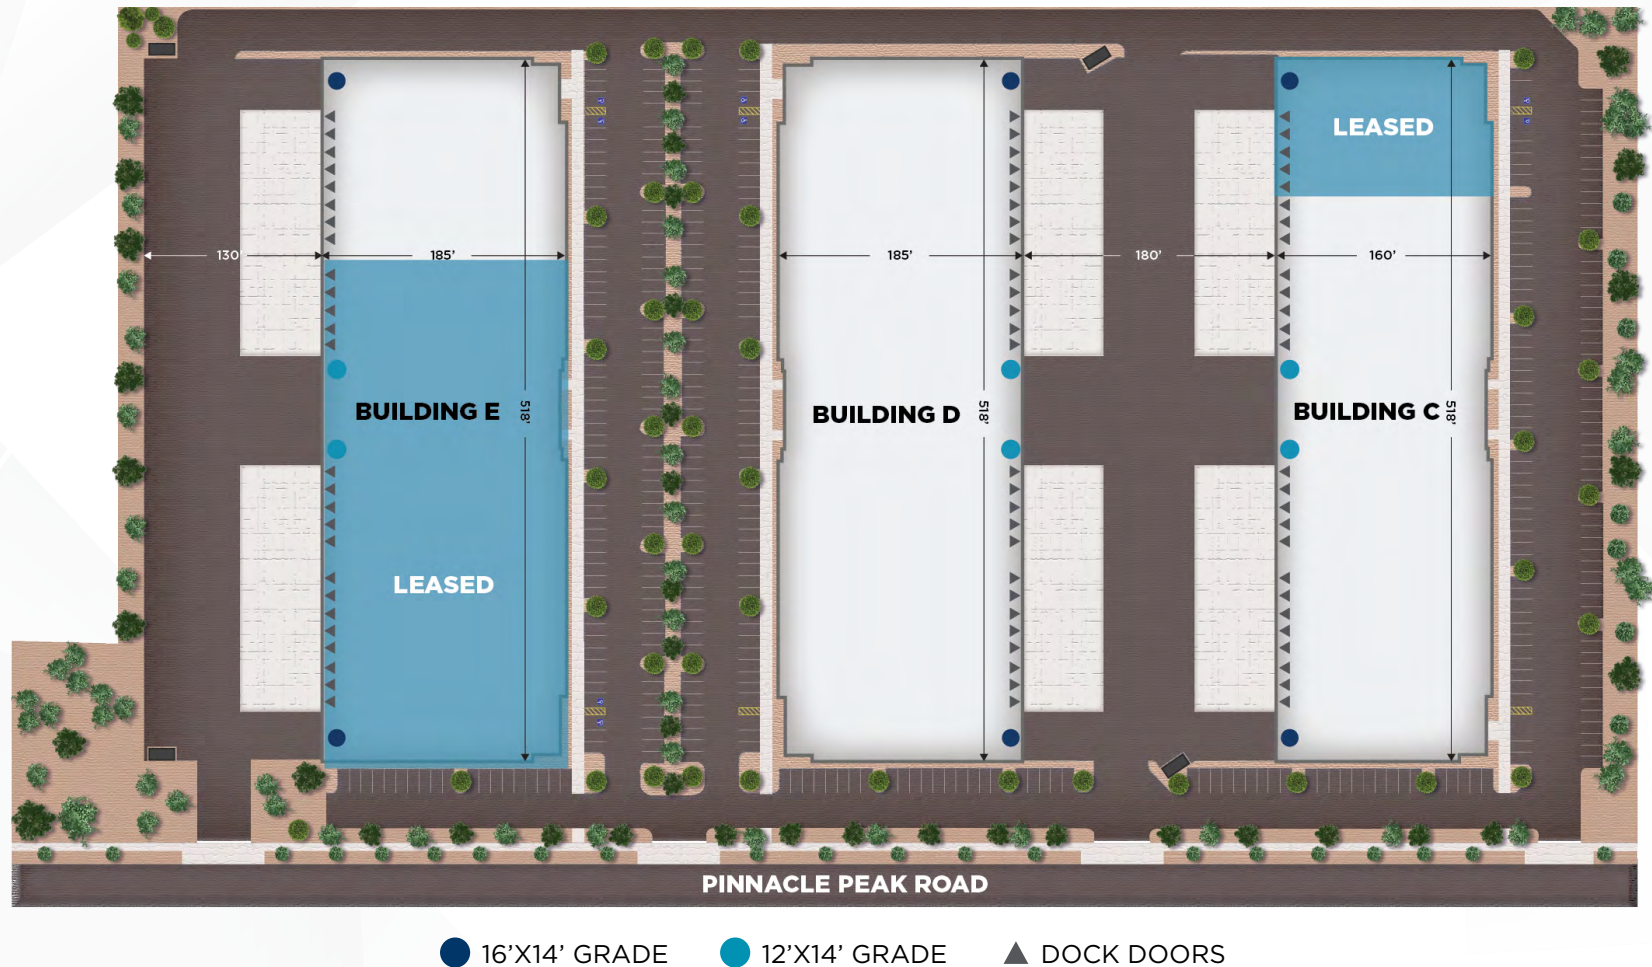 LEASED
130'
185'
185'
180'
160'
BUILDING E
518'
BUILDING D
518'
BUILDING C
518'
LEASED
PINNACLE PEAK ROAD
16'X14' GRADE
12'X14' GRADE
DOCK DOORS